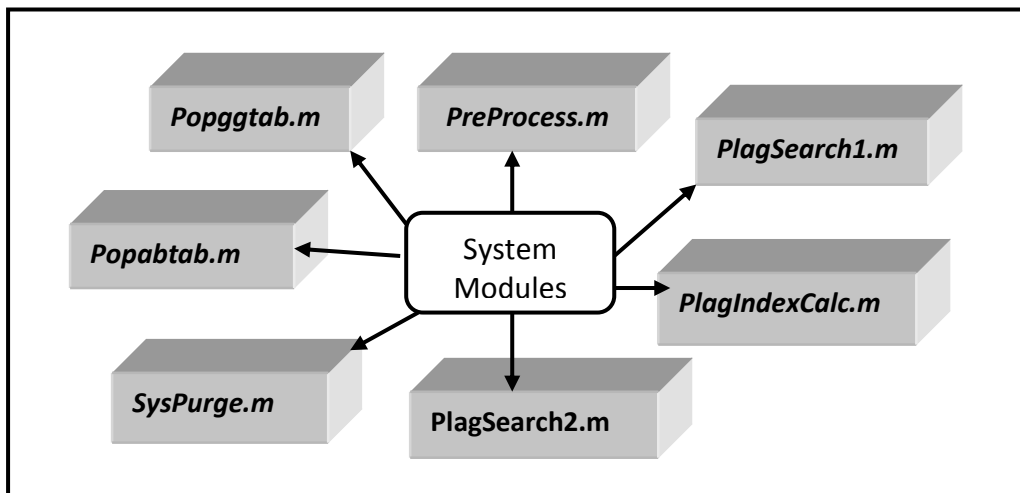 Popggtab.m
PreProcess.m
PlagSearch1.m
Popabtab.m
System
Modules
PlagIndexCalc.m
SysPurge.m
PlagSearch2.m